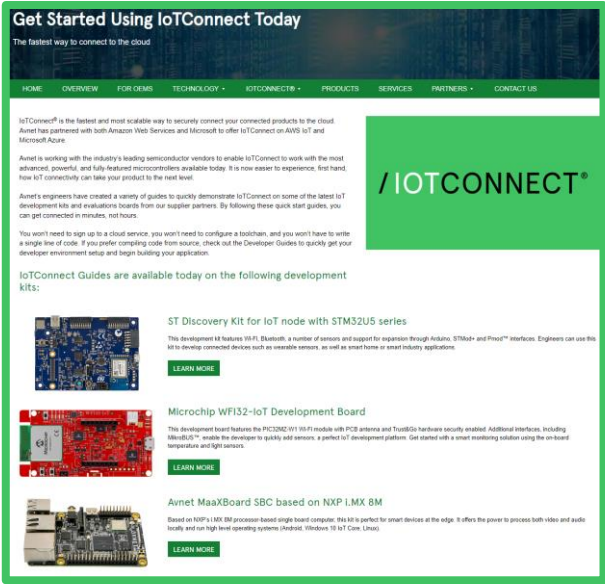 Get Started Using IoTConnect Today
The fastest way to connect to the cloud
HOME OVERVIEW FOR OEMS TECHNOLOGY IOTCONNECT® PRODUCTS SERVICES PARTNERS CONTACT US
IoTConnect® is the fastest and most scalable way to securely connect your connected products to the cloud.
Avnet has partnered with both Amazon Web Services and Microsoft to offer IoTConnect on AWS IoT and
Microsoft Azure.
/IOTCONNECT®
Avnet is working with the industry's leading semiconductor vendors to enable IoTConnect to work with the most
advanced, powerful, and fully-featured microcontrollers available today. It is now easier to experience, first hand,
how IoT connectivity can take your product to the next level.
Avnet's engineers have created a variety of guides to quickly demonstrate IoTConnect on some of the latest IoT
development kits and evaluations boards from our supplier partners. By following these quick start guides, you
can get connected in minutes, not hours.
You won't need to sign up to a cloud service, you won't need to configure a toolchain, and you won't have to write
a single line of code. If you prefer compiling code from source, check out the Developer Guides to quickly get your
developer environment setup and begin building your application.
IoTConnect Guides are available today on the following development
kits:
ST Discovery Kit for IoT node with STM32U5 series
This development kit features Wi-Fi, Bluetooth, a number of sensors and support for expansion through Arduino, STMod+ and Pmod™ interfaces. Engineers can use this
kit to develop connected devices such as wearable sensors, as well as smart home or smart industry applications.
LEARN MORE
Microchip WFI32-IoT Development Board
This development board features the PIC32MZ-W1 Wi-Fi module with PCB antenna and Trust&Go hardware security enabled. Additional interfaces, including
MikroBUS™, enable the developer to quickly add sensors, a perfect IoT development platform. Get started with a smart monitoring solution using the on-board
temperature and light sensors.
LEARN MORE
Avnet MaaXBoard SBC based on NXP i.MX 8M
Based on NXP's i.MX 8M processor-based single board computer, this kit is perfect for smart devices at the edge. It offers the power to process both video and audio
locally and run high level operating systems (Android, Windows 10 IoT Core, Linux).
LEARN MORE